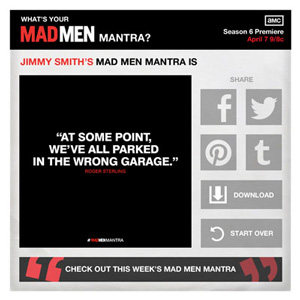 WHAT'S YOUR
MADMEN MANTRA?
amc
Season 6 Premiere
April 7 9/8c
JIMMY SMITH'S MAD MEN MANTRA IS
SHARE
“AT SOME POINT,
WE'VE ALL PARKED
IN THE WRONG GARAGE.”
ROGER STERLING
#MADMENMANTRA
DOWNLOAD
START OVER
CHECK OUT THIS WEEK'S MAD MEN MANTRA